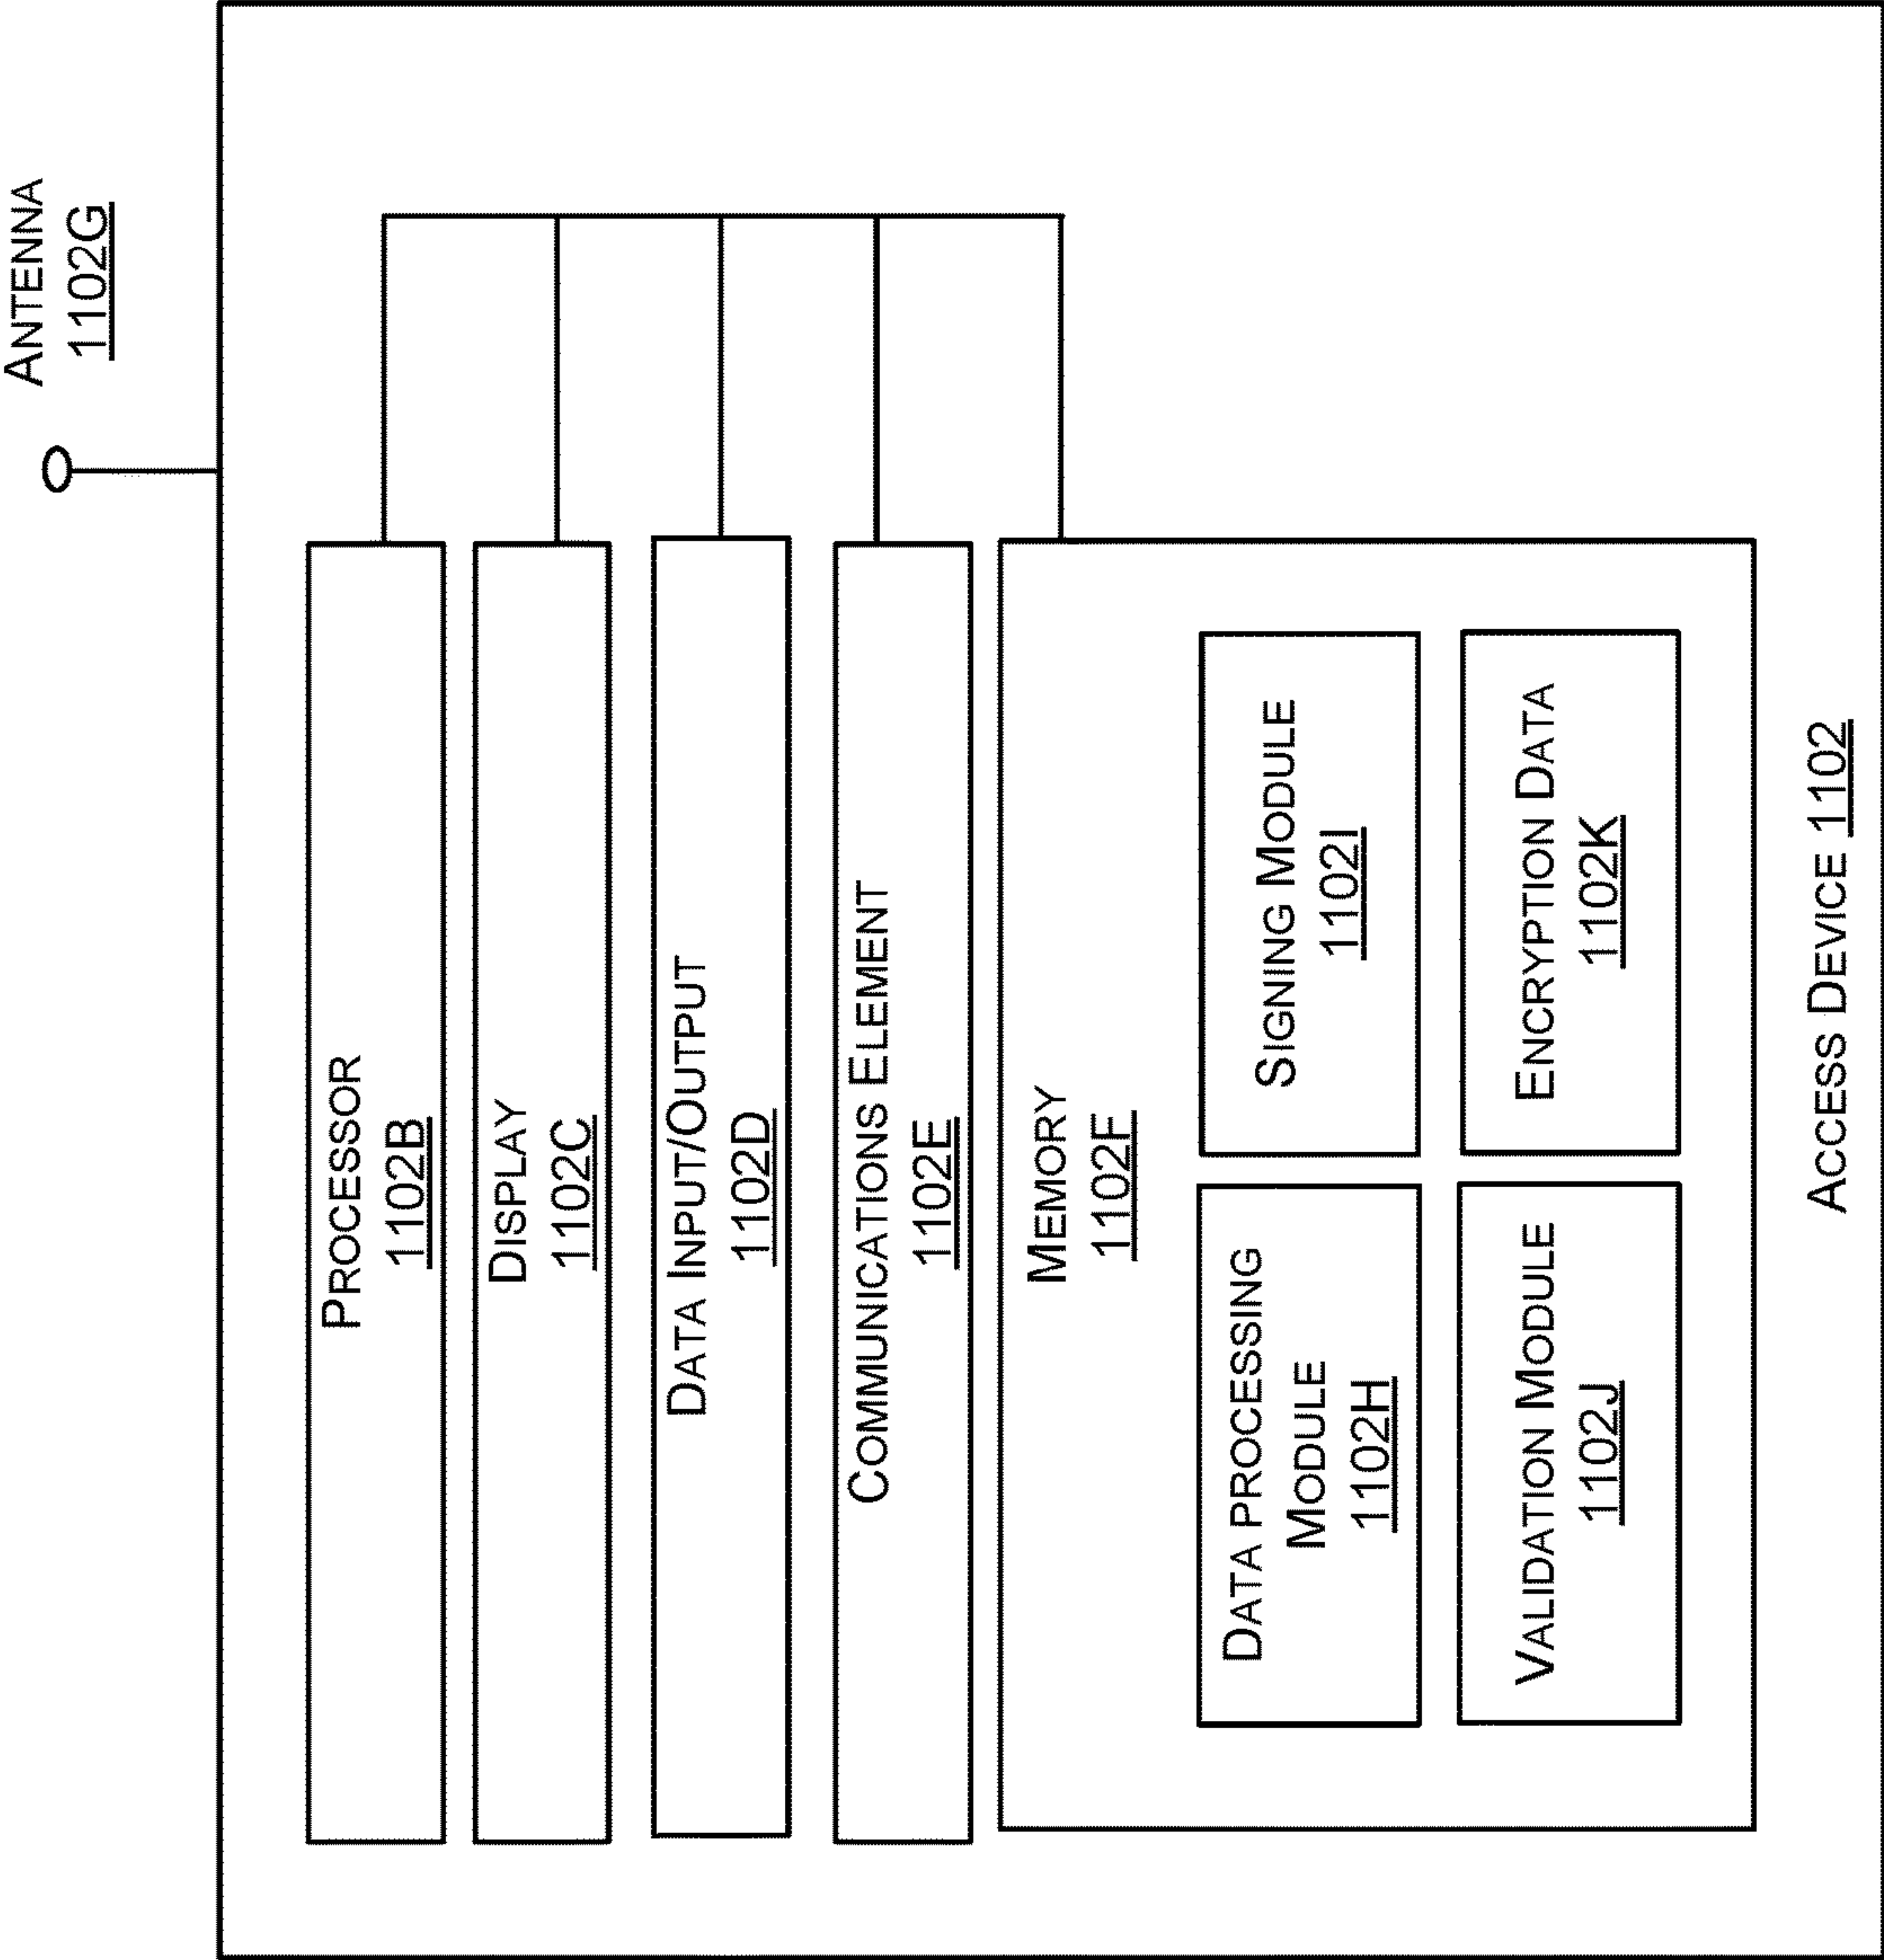 ANTENNA
1102G
PROCESSOR
1102B
DISPLAY
1102C
DATA INPUT/OUTPUT
1102D
COMMUNICATIONS ELEMENT
1102E
MEMORY
1102F
DATA PROCESSING
MODULE
1102H
SIGNING MODULE
1102I
VALIDATION MODULE
1102J
ENCRYPTION DATA
1102K
ACCESS DEVICE 1102